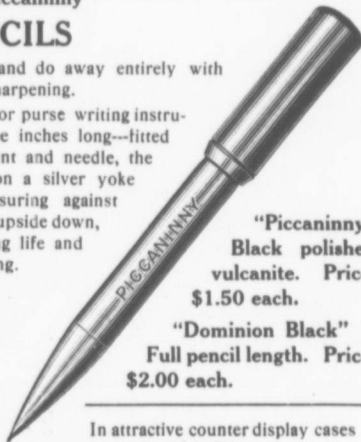 CILS
and do away entirely with
arpening.
or purse writing instru-
e inches long---fitted
nt and needle, the
on a silver yoke
suring against
upside down,
ng life and
ng.
PICCANINNY
"Piccaninny
Black polishe
vulcanite. Pric
$1.50 each.
"Dominion Black"
Full pencil length. Pric
$2.00 each.
In attractive counter display cases